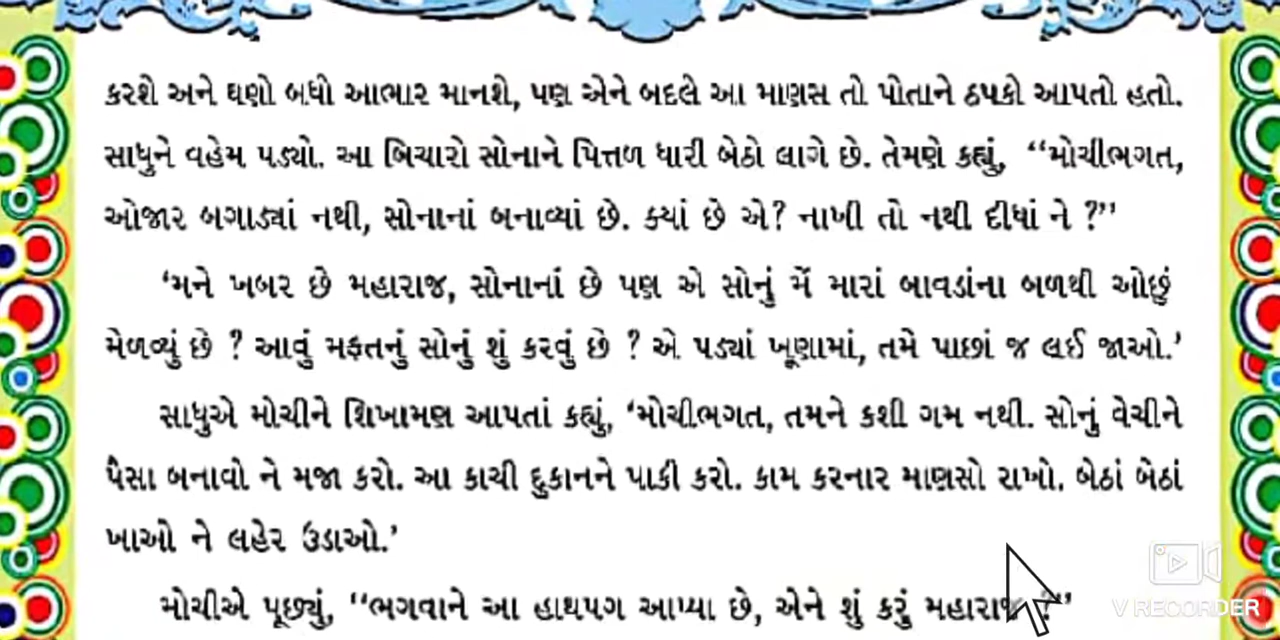 કરશે અને ઘણો બધો આભાર માનશે, પણ એને બદલે આ માણસ તો પોતાને ઠપકો આપતો હતો.
સાધુને વહેમ પડ્યો. આ બિચારો સોનાને પિત્તળ ધારી બેઠો લાગે છે. તેમણે કહ્યું, “મોચીભગત,
ઓજાર બગાડ્યાં નથી, સોનાનાં બનાવ્યાં છે. ક્યાં છે એ? નાખી તો નથી દીધાં ને ?”
‘મને ખબર છે મહારાજ, સોનાનાં છે પણ એ સોનું મેં મારાં બાવડાંના બળથી ઓછું
મેળવ્યું છે ? આવું મફતનું સોનું શું કરવું છે ? એ પડ્યાં ખૂણામાં, તમે પાછાં જ લઈ જાઓ.’
સાધુએ મોચીને શિખામણ આપતાં કહ્યું, ‘મોચીભગત, તમને કશી ગમ નથી. સોનું વેચીને
પૈસા બનાવો ને મજા કરો. આ કાચી દુકાનને પાકી કરો. કામ કરનાર માણસો રાખો. બેઠાં બેઠાં
ખાઓ ને લહેર ઉડાઓ.’
મોચીએ પૂછ્યું, “ભગવાને આ હાથપગ આપ્યા છે, એને શું કરું મહારાજ ?”
V RECORDER